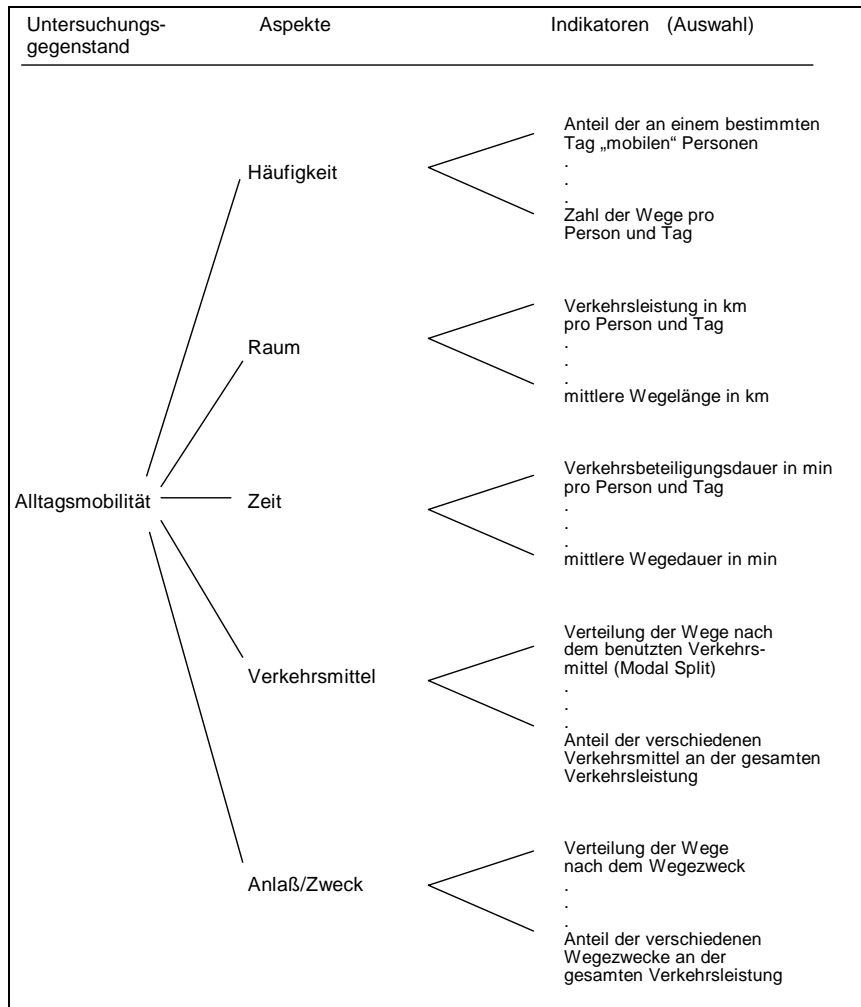 Untersuchungs-
gegenstand
Aspekte
Indikatoren (Auswahl)
Häufigkeit
Anteil der an einem bestimmten
Tag „mobilen“ Personen
.
.
.
Zahl der Wege pro
Person und Tag
Raum
Verkehrsleistung in km
pro Person und Tag
.
.
.
mittlere Wegelänge in km
Alltagsmobilität
Zeit
Verkehrsbeteiligungsdauer in min
pro Person und Tag
.
.
.
mittlere Wegedauer in min
Verkehrsmittel
Verteilung der Wege nach
dem benutzten Verkehrs-
mittel (Modal Split)
.
.
.
Anteil der verschiedenen
Verkehrsmittel an der gesamten
Verkehrsleistung
Anlaß/Zweck
Verteilung der Wege
nach dem Wegezweck
.
.
.
Anteil der verschiedenen
Wegezwecke an der
gesamten Verkehrsleistung